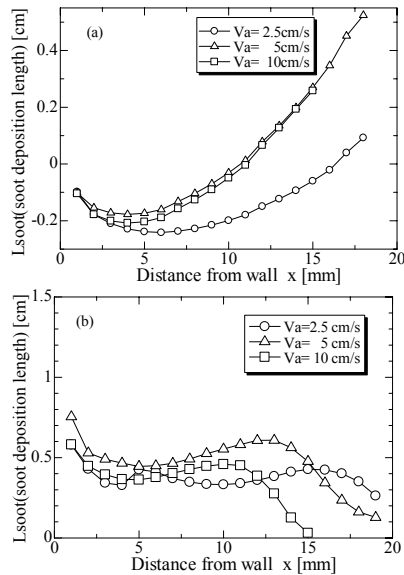 (a)
Va= 2.5cm/s
Va= 5cm/s
Va= 10cm/s
Lsoot(soot deposition length) [cm]
0.4
0.2
0
-0.2
0 5 10 15 20
Distance from wall x [mm]
(b)
Va=2.5 cm/s
Va= 5 cm/s
Va= 10 cm/s
Lsoot(soot deposition length) [cm]
1.5
1
0.5
0
0 5 10 15 20
Distance from wall x [mm]